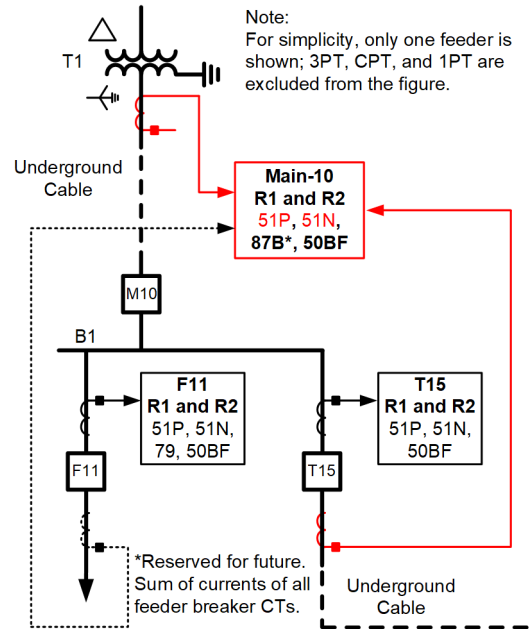 Note:
For simplicity, only one feeder is
shown; 3PT, CPT, and 1PT are
excluded from the figure.
T1
Underground
Cable
Main-10
R1 and R2
51P, 51N,
87B*, 50BF
M10
B1
F11
R1 and R2
51P, 51N,
79, 50BF
T15
R1 and R2
51P, 51N,
50BF
F11
T15
*Reserved for future.
Sum of currents of all
feeder breaker CTs.
Underground
Cable